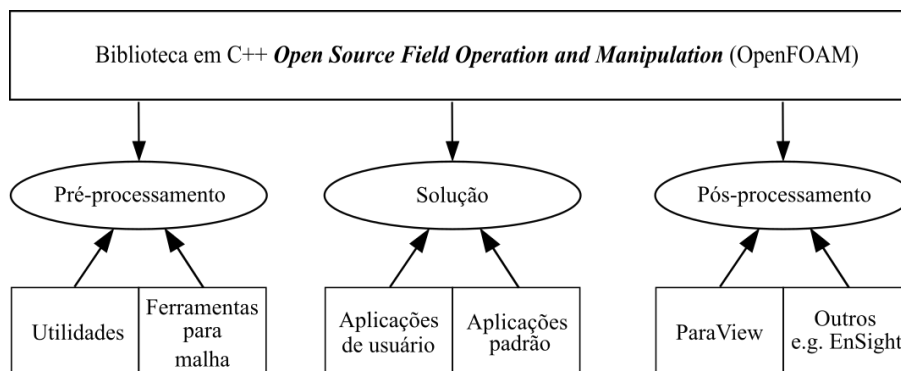 Biblioteca em C++ Open Source Field Operation and Manipulation (OpenFOAM)
Pré-processamento
Solução
Pós-processamento
Utilidades
Ferramentas
para
malha
Aplicações
de usuário
Aplicações
padrão
ParaView
Outros
e.g. EnSight